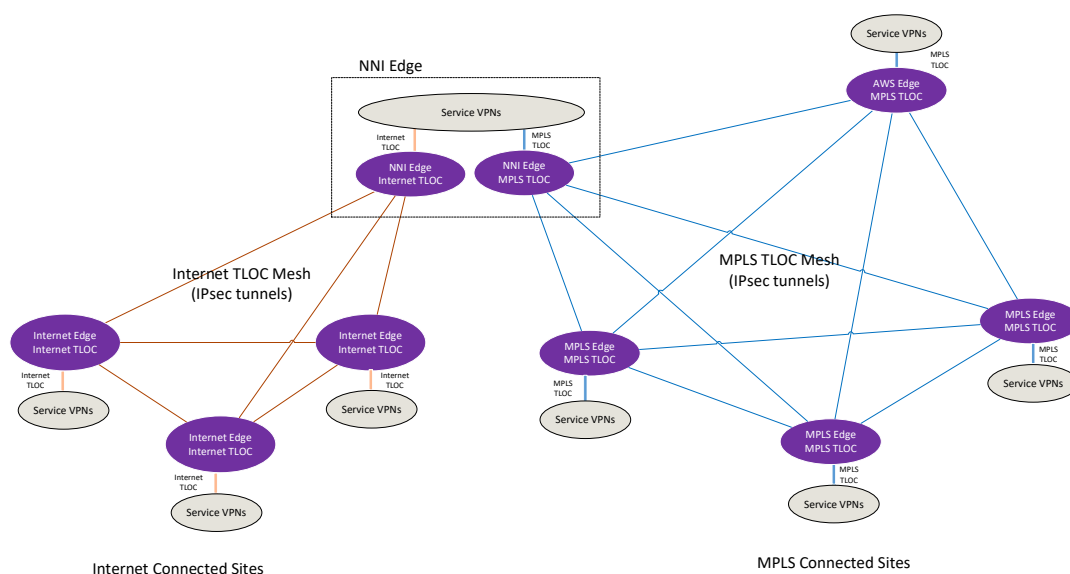 Service VPNs
MPLS
TLOC
AWS Edge
MPLS TLOC
NNI Edge
Service VPNs
Internet
TLOC
MPLS
TLOC
NNI Edge
Internet TLOC
NNI Edge
MPLS TLOC
Internet TLOC Mesh
(IPsec tunnels)
MPLS TLOC Mesh
(IPsec tunnels)
Internet Edge
Internet TLOC
Internet TLOC
Service VPNs
Internet Edge
Internet TLOC
Internet
TLOC
Service VPNs
Internet Edge
Internet TLOC
Internet
TLOC
Service VPNs
MPLS Edge
MPLS TLOC
MPLS
TLOC
Service VPNs
MPLS Edge
MPLS TLOC
MPLS
TLOC
Service VPNs
MPLS Edge
MPLS TLOC
MPLS
TLOC
Service VPNs
Internet Connected Sites
MPLS Connected Sites